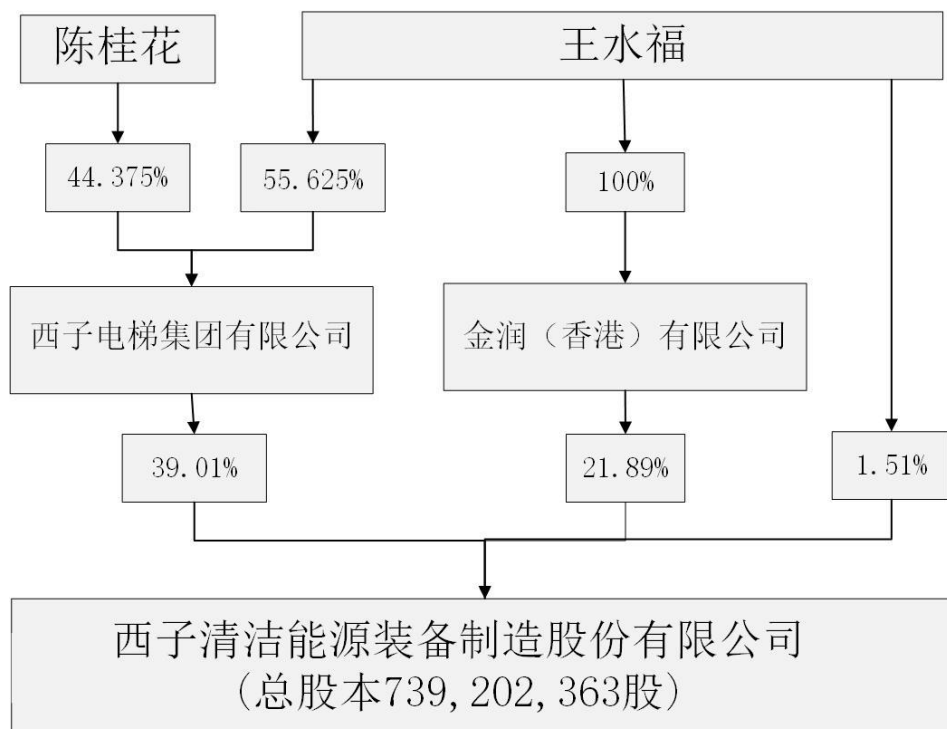 陈桂花
王水福
44.375%
55.625%
100%
西子电梯集团有限公司
金润（香港）有限公司
39.01%
21.89%
1.51%
西子清洁能源装备制造股份有限公司
（总股本739,202,363股）